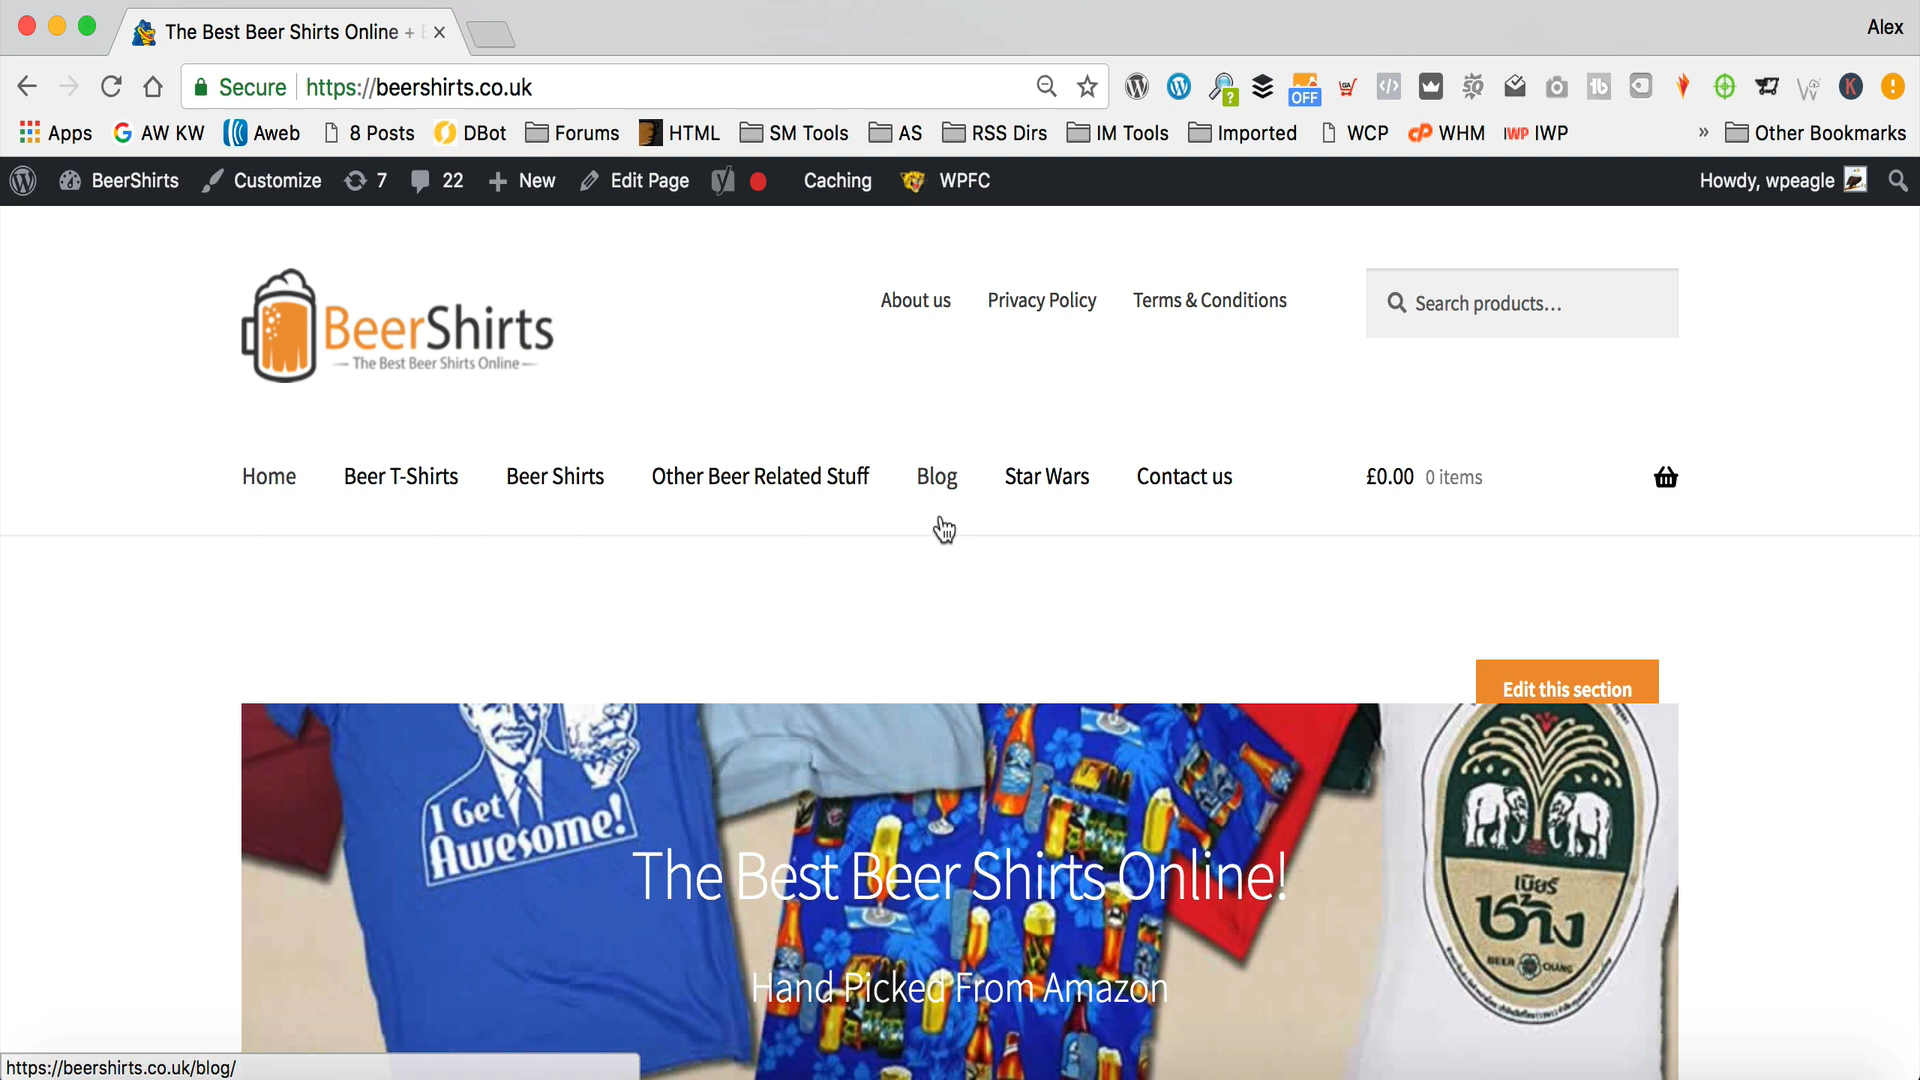 The Best Beer Shirts Online +
Alex
Secure
https://beershirts.co.uk
OFF
Apps
AW KW
Aweb
8 Posts
DBot
Forums
HTML
SM Tools
AS
RSS Dirs
IM Tools
Imported
WCP
WHM
IWP IWP
»
Other Bookmarks
BeerShirts
Customize
7
22
New
Edit Page
Caching
WPFC
Howdy, wpeagle
BeerShirts
The Best Beer Shirts Online
About us
Privacy Policy
Terms & Conditions
Search products…
Home
Beer T-Shirts
Beer Shirts
Other Beer Related Stuff
Blog
Star Wars
Contact us
£0.00 0 items
Edit this section
I Get
Awesome!
The Best Beer Shirts Online!
Hand Picked From Amazon
เบียร์
ช้าง
BEER CHANG
https://beershirts.co.uk/blog/